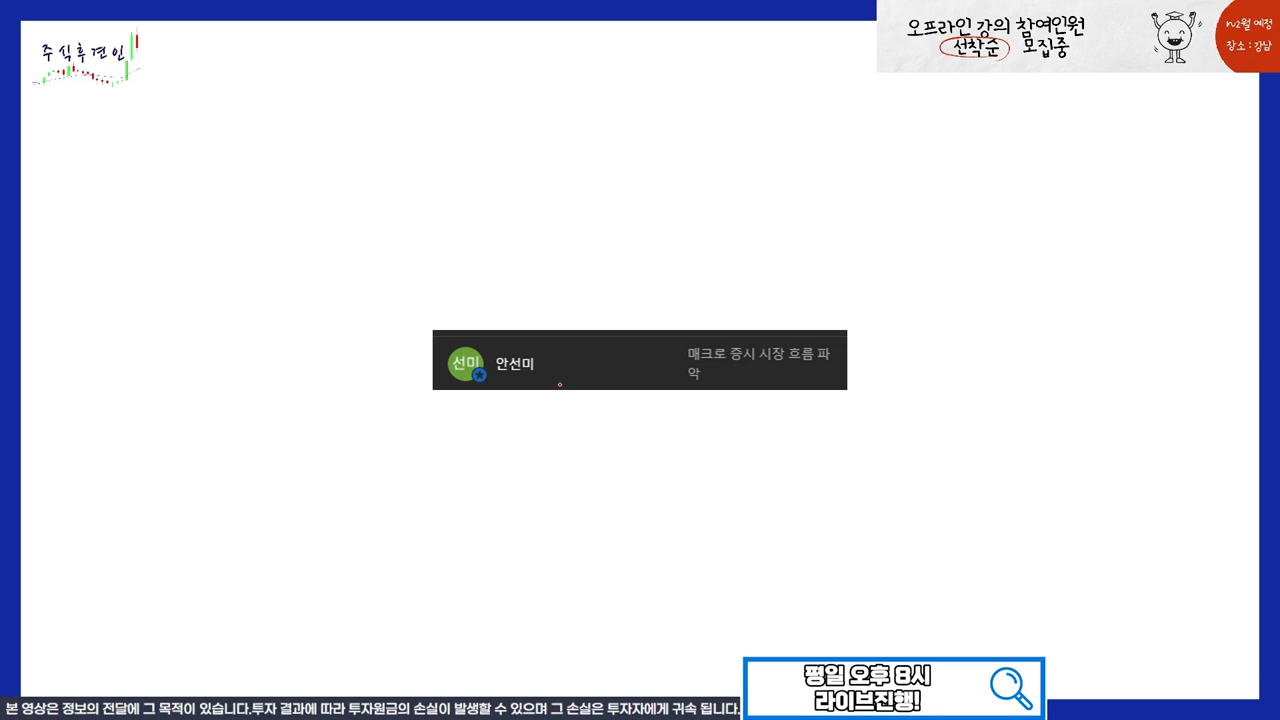 주식후견인
오프라인 강의 참여인원
선착순 모집중
N2월 예정
장소 : 강남
선미 안선미
매크로 증시 시장 흐름 파
악
평일 오후 8시
라이브진행!
본 영상은 정보의 전달에 그 목적이 있습니다.투자 결과에 따라 투자원금의 손실이 발생할 수 있으며 그 손실은 투자자에게 귀속 됩니다.